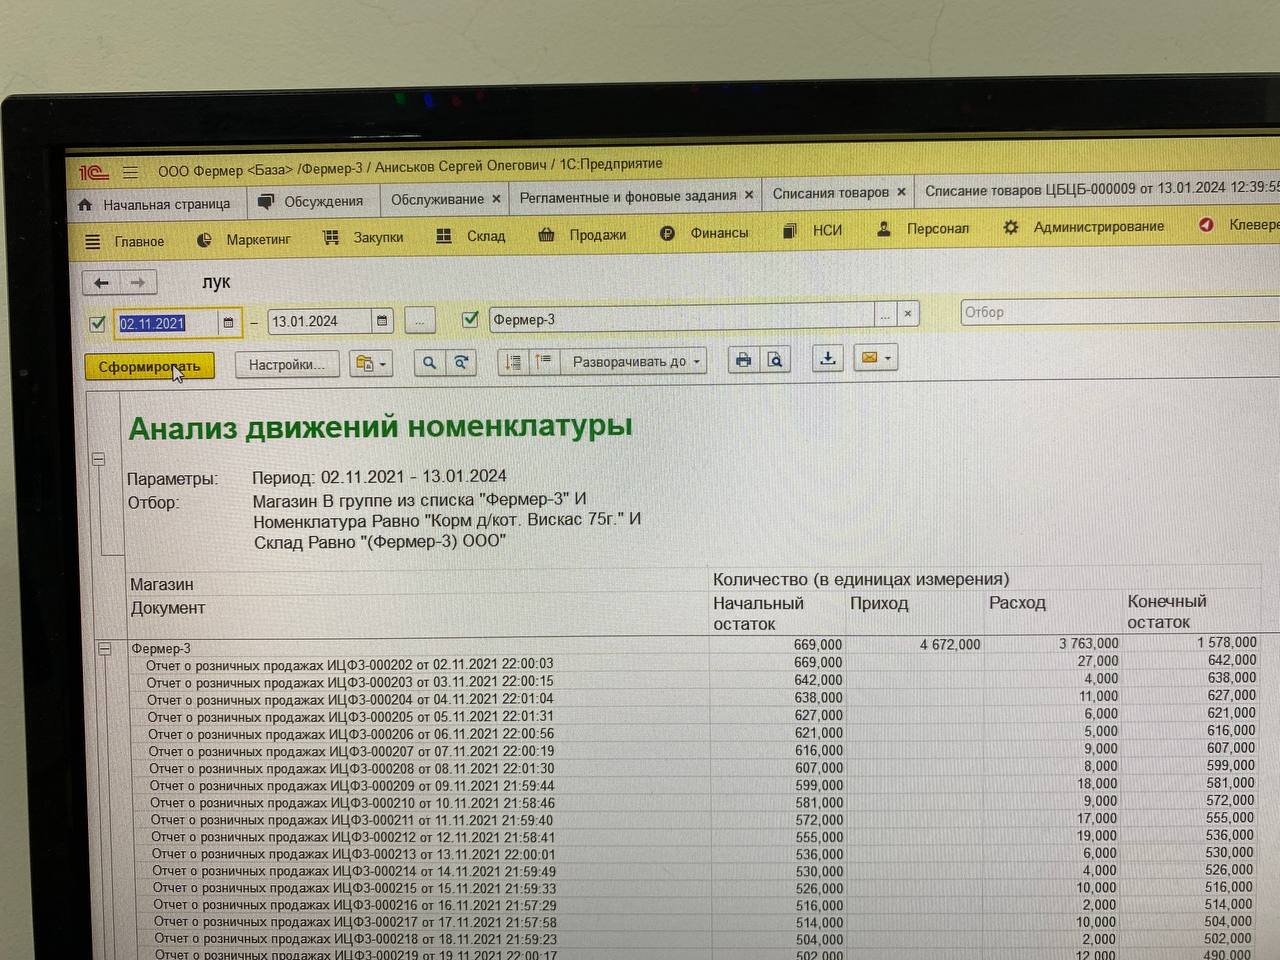 1С ООО Фермер <База> /Фермер-3 / Аниськов Сергей Олегович / 1С:Предприятие
Начальная страница Обсуждения Обслуживание × Регламентные и фоновые задания × Списания товаров × Списание товаров ЦБЦБ-000009 от 13.01.2024 12:39:55
Главное Маркетинг Закупки Склад Продажи Финансы НСИ Персонал Администрирование Клевере
лук
02.11.2021 – 13.01.2024 ... Фермер-3 ... × Отбор
Сформировать Настройки... Разворачивать до
Анализ движений номенклатуры
Параметры: Период: 02.11.2021 - 13.01.2024
Отбор: Магазин В группе из списка "Фермер-3" И
Номенклатура Равно "Корм д/кот. Вискас 75г." И
Склад Равно "(Фермер-3) ООО"
Магазин Количество (в единицах измерения)
Документ Начальный остаток Приход Расход Конечный остаток
Фермер-3 669,000 4 672,000 3 763,000 1 578,000
Отчет о розничных продажах ИЦФ3-000202 от 02.11.2021 22:00:03 669,000 27,000 642,000
Отчет о розничных продажах ИЦФ3-000203 от 03.11.2021 22:00:15 642,000 4,000 638,000
Отчет о розничных продажах ИЦФ3-000204 от 04.11.2021 22:01:04 638,000 11,000 627,000
Отчет о розничных продажах ИЦФ3-000205 от 05.11.2021 22:01:31 627,000 6,000 621,000
Отчет о розничных продажах ИЦФ3-000206 от 06.11.2021 22:00:56 621,000 5,000 616,000
Отчет о розничных продажах ИЦФ3-000207 от 07.11.2021 22:00:19 616,000 9,000 607,000
Отчет о розничных продажах ИЦФ3-000208 от 08.11.2021 22:01:30 607,000 8,000 599,000
Отчет о розничных продажах ИЦФ3-000209 от 09.11.2021 21:59:44 599,000 18,000 581,000
Отчет о розничных продажах ИЦФ3-000210 от 10.11.2021 21:58:46 581,000 9,000 572,000
Отчет о розничных продажах ИЦФ3-000211 от 11.11.2021 21:59:40 572,000 17,000 555,000
Отчет о розничных продажах ИЦФ3-000212 от 12.11.2021 21:58:41 555,000 19,000 536,000
Отчет о розничных продажах ИЦФ3-000213 от 13.11.2021 22:00:01 536,000 6,000 530,000
Отчет о розничных продажах ИЦФ3-000214 от 14.11.2021 21:59:49 530,000 4,000 526,000
Отчет о розничных продажах ИЦФ3-000215 от 15.11.2021 21:59:33 526,000 10,000 516,000
Отчет о розничных продажах ИЦФ3-000216 от 16.11.2021 21:57:29 516,000 2,000 514,000
Отчет о розничных продажах ИЦФ3-000217 от 17.11.2021 21:57:58 514,000 10,000 504,000
Отчет о розничных продажах ИЦФ3-000218 от 18.11.2021 21:59:23 504,000 2,000 502,000
Отчет о розничных продажах ИЦФ3-000219 от 19.11.2021 22:00:17 502,000 12,000 490,000